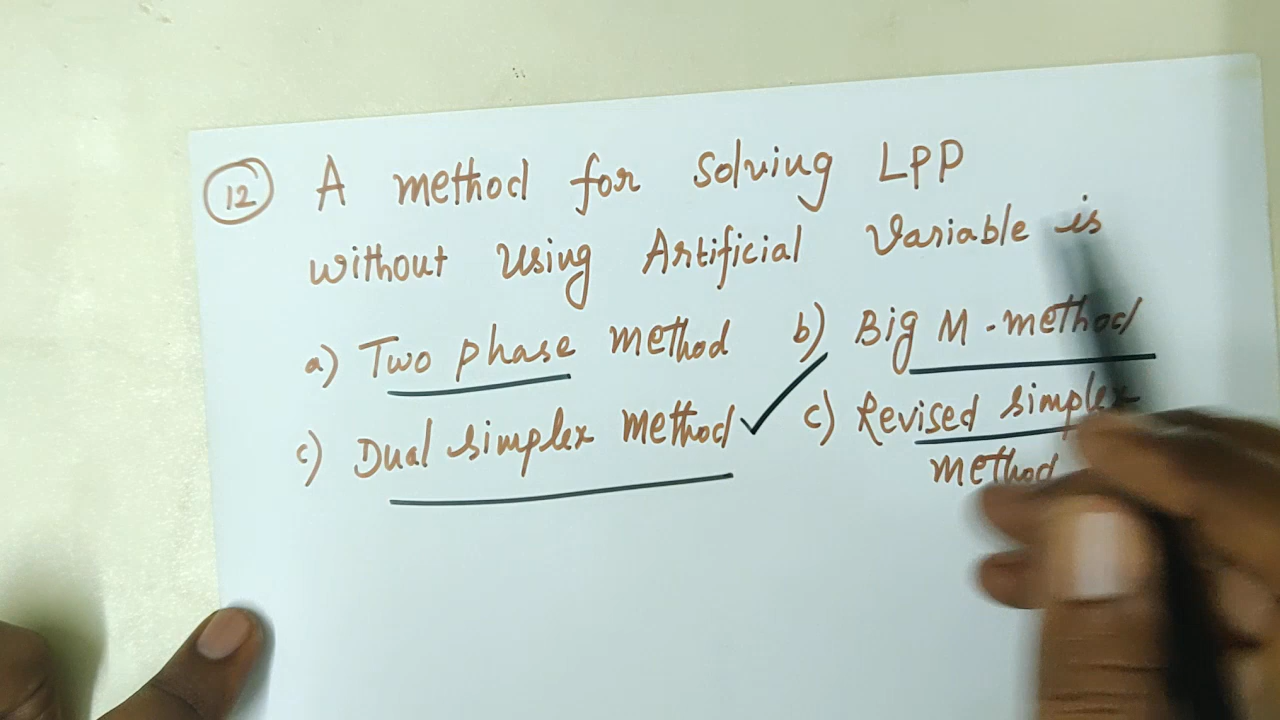 12 A method for solving LPP
without using Artificial Variable is
a) Two phase method b) Big M-method
c) Dual simplex method ✓ c) Revised simplex
method